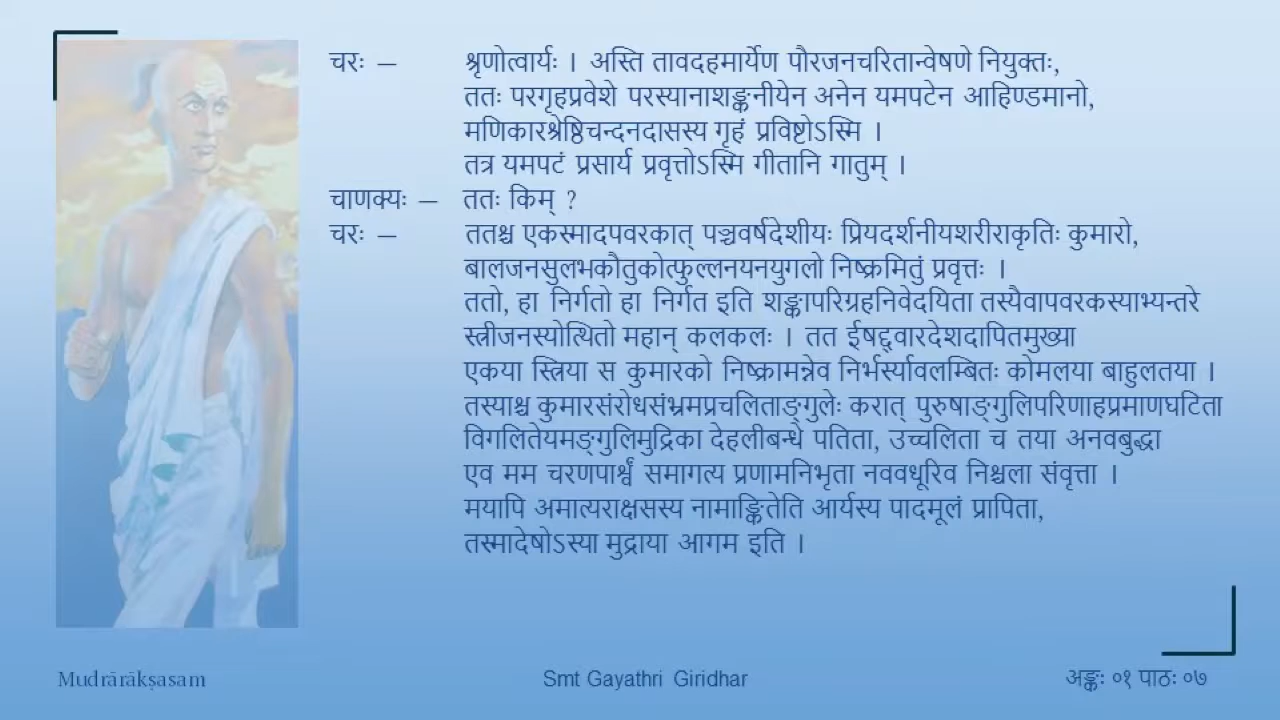 चरः – श्रृणोत्वार्यः । अस्ति तावदहमार्येण पौरजनचरितान्वेषणे नियुक्तः,
ततः परगृहप्रवेशे परस्यानाशङ्कनीयेन अनेन यमपटेन आहिण्डमानो,
मणिकारश्रेष्ठिचन्दनदासस्य गृहं प्रविष्टोऽस्मि ।
तत्र यमपटं प्रसार्य प्रवृत्तोऽस्मि गीतानि गातुम् ।
चाणक्यः – ततः किम् ?
चरः – ततश्च एकस्मादपवरकात् पञ्चवर्षदेशीयः प्रियदर्शनीयशरीराकृतिः कुमारो,
बालजनसुलभकौतुकोत्फुल्लनयनयुगलो निष्क्रमितुं प्रवृत्तः ।
ततो, हा निर्गतो हा निर्गत इति शङ्कापरिग्रहनिवेदयिता तस्यैवापवरकस्याभ्यन्तरे
स्त्रीजनस्योत्थितो महान् कलकलः । तत ईषद्द्वारदेशदापितमुख्या
एकया स्त्रिया स कुमारको निष्क्रामन्नेव निर्भर्स्यावलम्बितः कोमलया बाहुलतया ।
तस्याश्च कुमारसंरोधसंभ्रमप्रचलिताङ्गुलेः करात् पुरुषाङ्गुलिपरिणाहप्रमाणघटिता
विगलितेयमङ्गुलिमुद्रिका देहलीबन्धे पतिता, उच्चलिता च तया अनवबुद्धा
एव मम चरणपार्श्वं समागत्य प्रणामनिभृता नववधूरिव निश्चला संवृत्ता ।
मयापि अमात्यराक्षसस्य नामाङ्कितेति आर्यस्य पादमूलं प्रापिता,
तस्मादेषोऽस्या मुद्राया आगम इति ।
Mudrārākṣasam
Smt Gayathri Giridhar
अङ्कः ०१ पाठः ०७